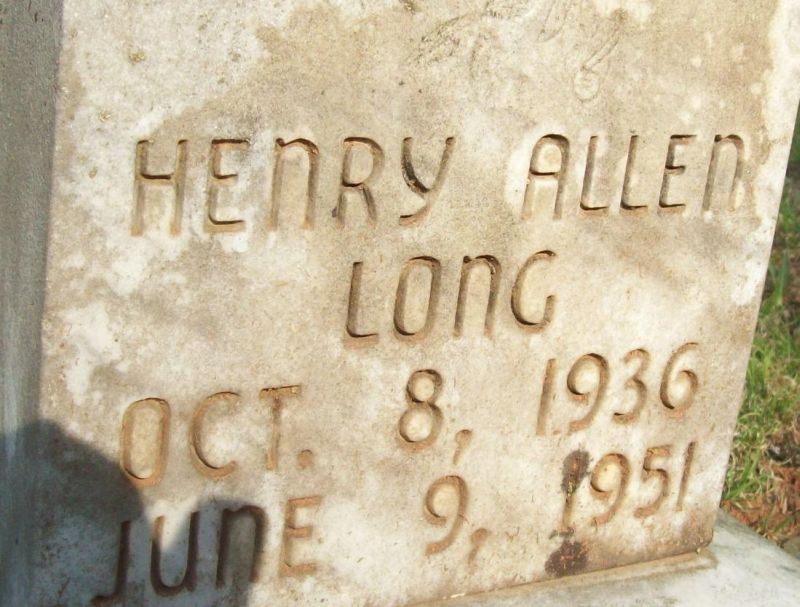 HENRY ALLEN
LONG
OCT. 8, 1936
JUNE 9, 1951